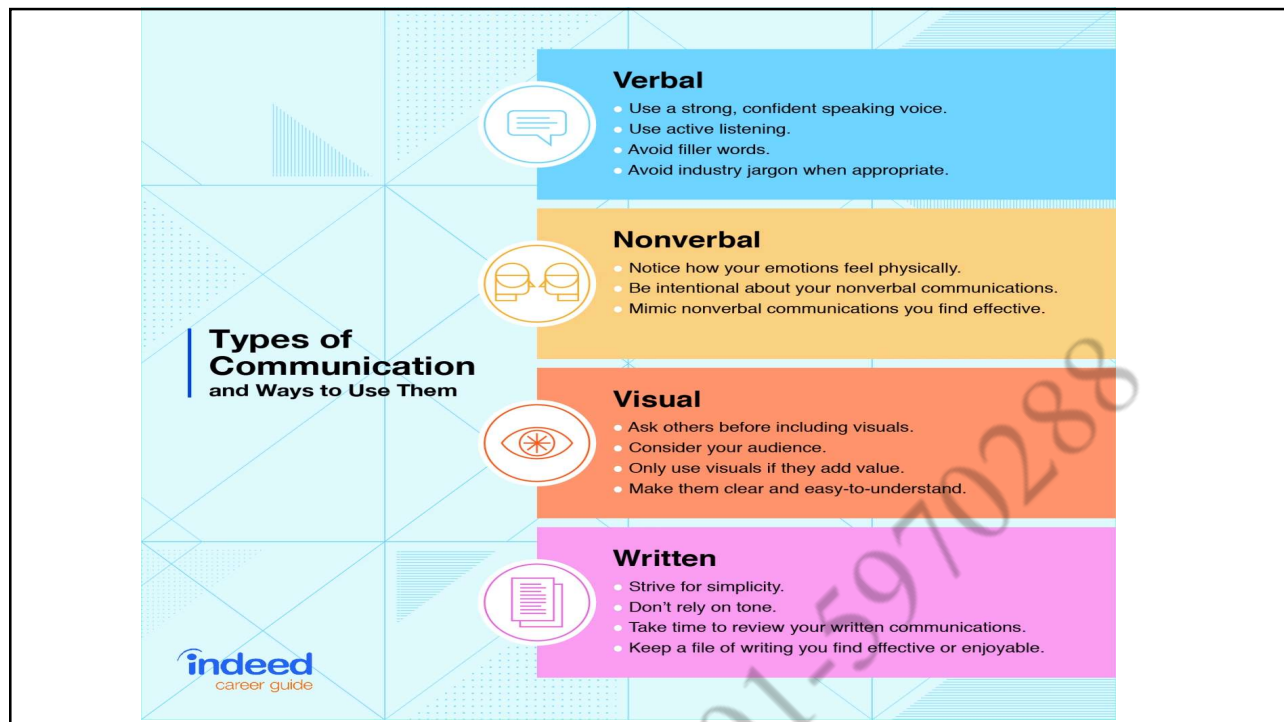 Types of
Communication
and Ways to Use Them
Verbal
Use a strong, confident speaking voice.
Use active listening.
Avoid filler words.
Avoid industry jargon when appropriate.
Nonverbal
Notice how your emotions feel physically.
Be intentional about your nonverbal communications.
Mimic nonverbal communications you find effective.
Visual
Ask others before including visuals.
Consider your audience.
Only use visuals if they add value.
Make them clear and easy-to-understand.
Written
Strive for simplicity.
Don't rely on tone.
Take time to review your written communications.
Keep a file of writing you find effective or enjoyable.
indeed
career guide
1-5970288